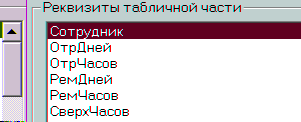 Реквизиты табличной части
Сотрудник
ОтрДней
ОтрЧасов
РемДней
РемЧасов
СверхЧасов